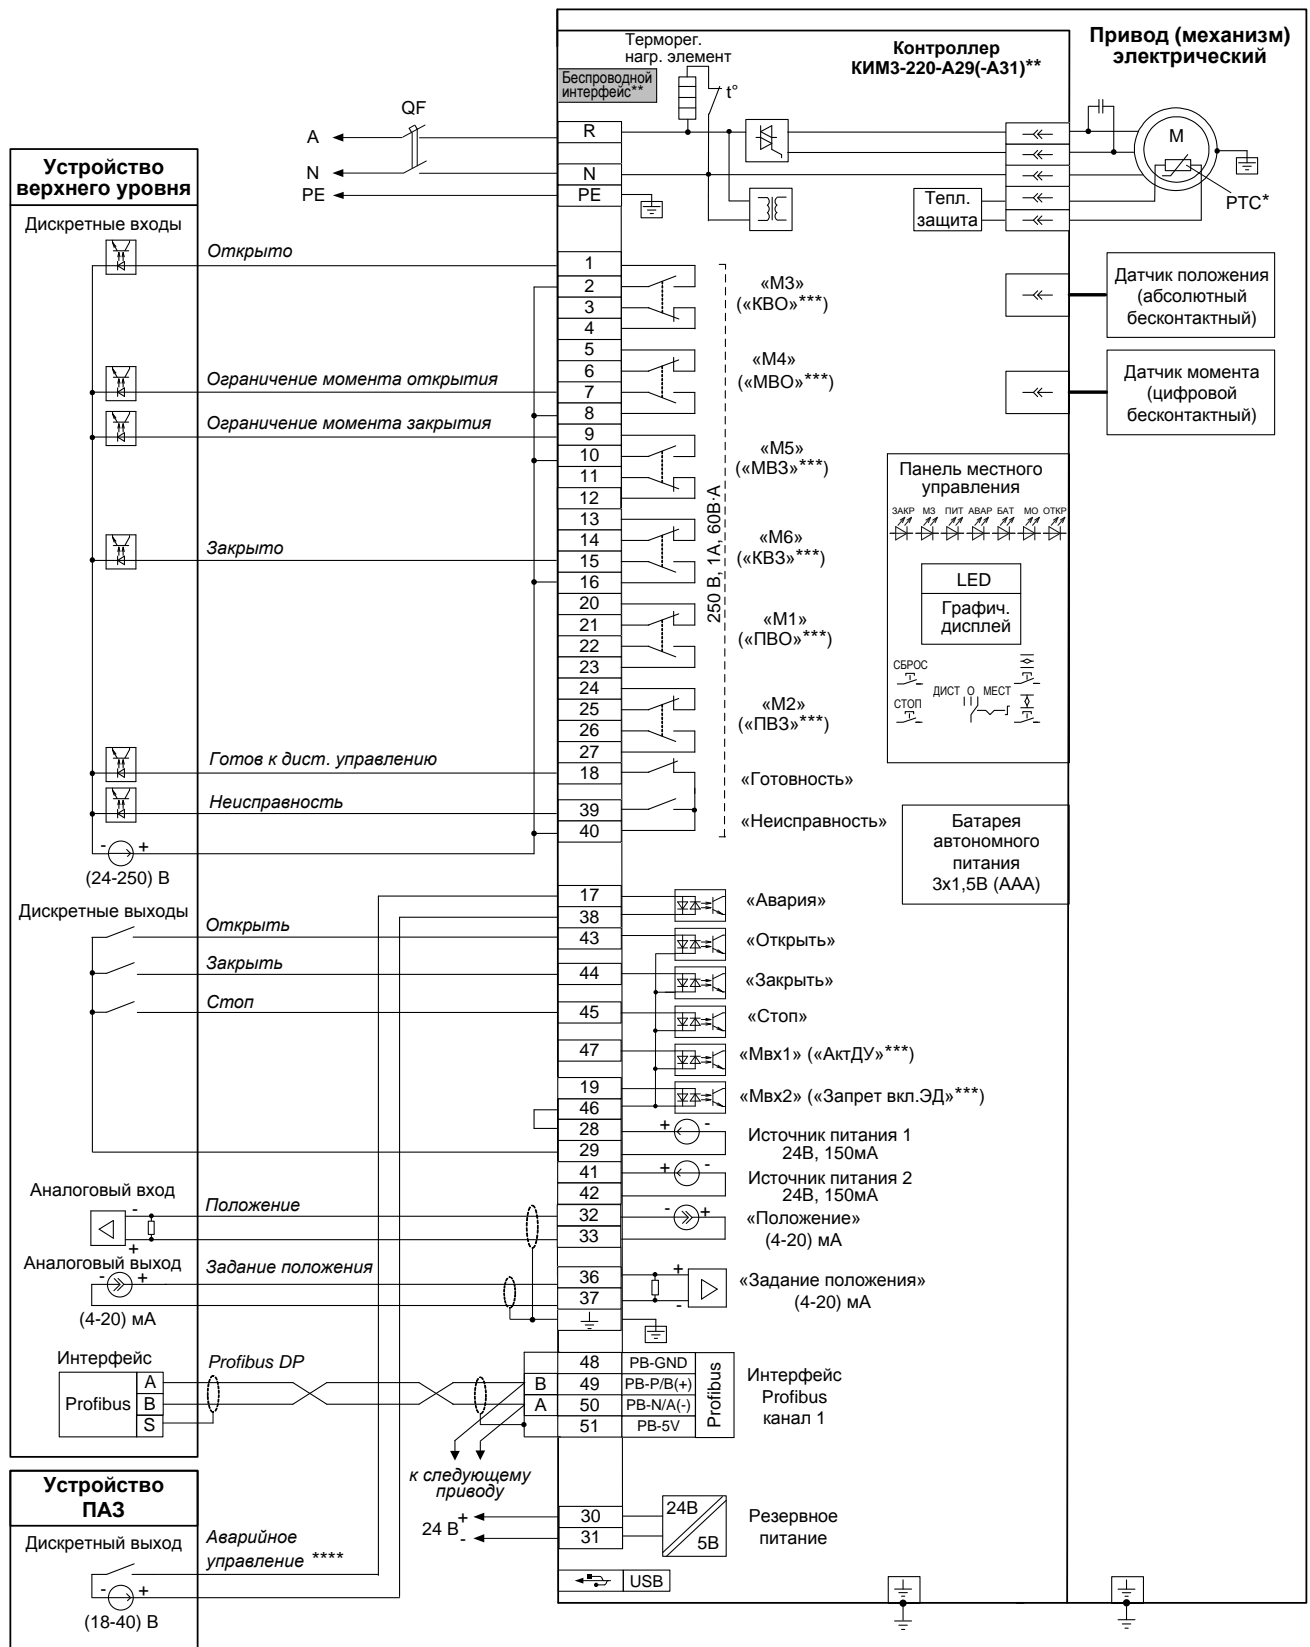 Привод (механизм)
электрический
Контроллер
КИМ3-220-А29(-А31)**
Терморег.
нагр. элемент
t°
Беспроводной
интерфейс**
QF
A
N
PE
R
N
PE
M
PTC*
Тепл.
защита
Устройство
верхнего уровня
Дискретные входы
Открыто
Ограничение момента открытия
Ограничение момента закрытия
Закрыто
Готов к дист. управлению
Неисправность
- +
(24-250) В
1
2
3
4
5
6
7
8
9
10
11
12
13
14
15
16
20
21
22
23
24
25
26
27
18
39
40
250 В, 1А, 60В·А
«М3»
(«КВО»***)
«М4»
(«МВО»***)
«М5»
(«МВЗ»***)
«М6»
(«КВЗ»***)
«М1»
(«ПВО»***)
«М2»
(«ПВЗ»***)
«Готовность»
«Неисправность»
Датчик положения
(абсолютный
бесконтактный)
Датчик момента
(цифровой
бесконтактный)
Панель местного
управления
ЗАКР МЗ ПИТ АВАР БАТ МО ОТКР
LED
Графич.
дисплей
СБРОС
СТОП
ДИСТ О МЕСТ
Батарея
автономного
питания
3х1,5В (ААА)
Дискретные выходы
Открыть
Закрыть
Стоп
17
38
43
44
45
47
19
46
28
29
41
42
32
33
36
37
«Авария»
«Открыть»
«Закрыть»
«Стоп»
«Мвх1» («АктДУ»***)
«Мвх2» («Запрет вкл.ЭД»***)
+ -
Источник питания 1
24В, 150мА
+ -
Источник питания 2
24В, 150мА
- +
«Положение»
(4-20) мА
+
-
«Задание положения»
(4-20) мА
Аналоговый вход
-
+
Положение
Аналоговый выход
- +
Задание положения
(4-20) мА
Интерфейс
Profibus
A
B
S
Profibus DP
B
A
48 PB-GND
49 PB-P/B(+)
50 PB-N/A(-)
51 PB-5V
Profibus
Интерфейс
Profibus
канал 1
к следующему
приводу
24 В
+
-
30
31
24В
5В
Резервное
питание
USB
Устройство
ПАЗ
Дискретный выход
Аварийное
управление ****
- +
(18-40) В